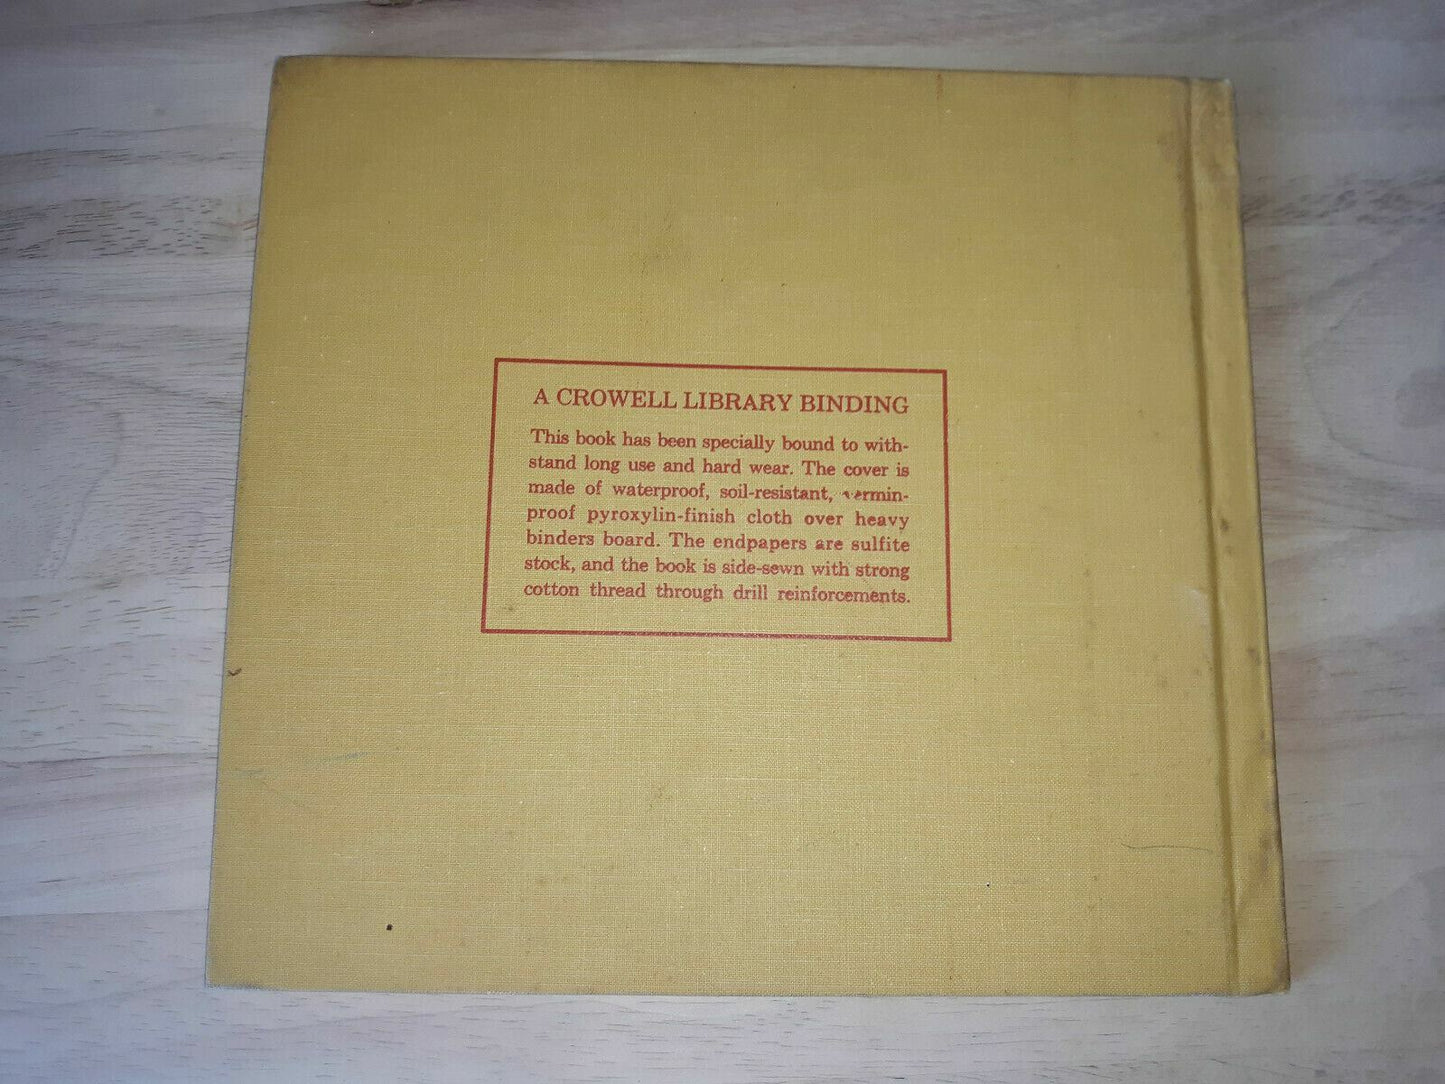 A CROWELL LIBRARY BINDING
This book has been specially bound to with-
stand long use and hard wear. The cover is
made of waterproof, soil-resistant, vermin-
proof pyroxylin-finish cloth over heavy
binders board. The endpapers are sulfite
stock, and the book is side-sewn with strong
cotton thread through drill reinforcements.